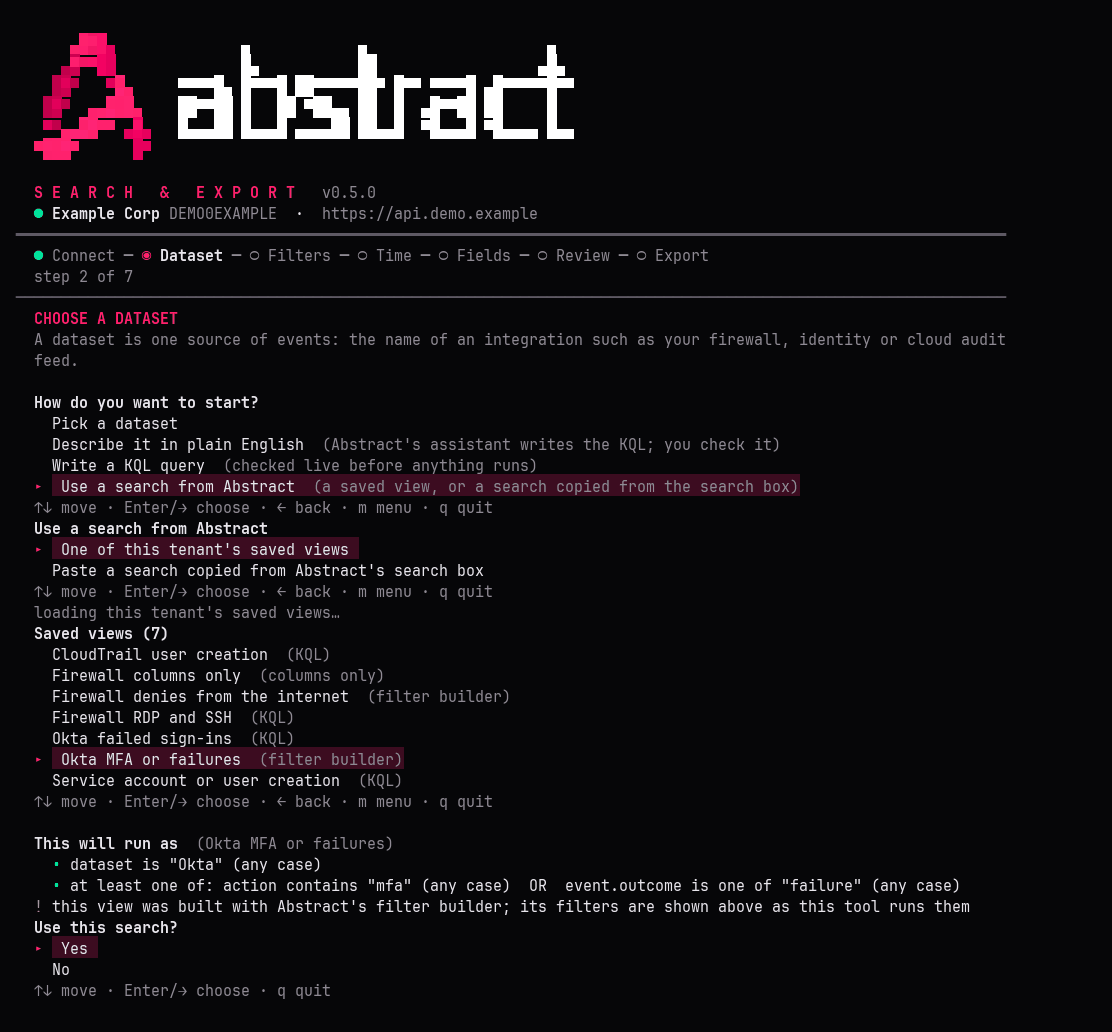 Abstract
SEARCH & EXPORT v0.5.0
● Example Corp DEMO0EXAMPLE · https://api.demo.example
● Connect — ◉ Dataset — ○ Filters — ○ Time — ○ Fields — ○ Review — ○ Export
step 2 of 7
CHOOSE A DATASET
A dataset is one source of events: the name of an integration such as your firewall, identity or cloud audit
feed.
How do you want to start?
Pick a dataset
Describe it in plain English (Abstract's assistant writes the KQL; you check it)
Write a KQL query (checked live before anything runs)
▸ Use a search from Abstract (a saved view, or a search copied from the search box)
↑↓ move · Enter/→ choose · ← back · m menu · q quit
Use a search from Abstract
▸ One of this tenant's saved views
Paste a search copied from Abstract's search box
↑↓ move · Enter/→ choose · ← back · m menu · q quit
loading this tenant's saved views…
Saved views (7)
CloudTrail user creation (KQL)
Firewall columns only (columns only)
Firewall denies from the internet (filter builder)
Firewall RDP and SSH (KQL)
Okta failed sign-ins (KQL)
▸ Okta MFA or failures (filter builder)
Service account or user creation (KQL)
↑↓ move · Enter/→ choose · ← back · m menu · q quit
This will run as (Okta MFA or failures)
· dataset is "Okta" (any case)
· at least one of: action contains "mfa" (any case) OR event.outcome is one of "failure" (any case)
! this view was built with Abstract's filter builder; its filters are shown above as this tool runs them
Use this search?
▸ Yes
No
↑↓ move · Enter/→ choose · q quit